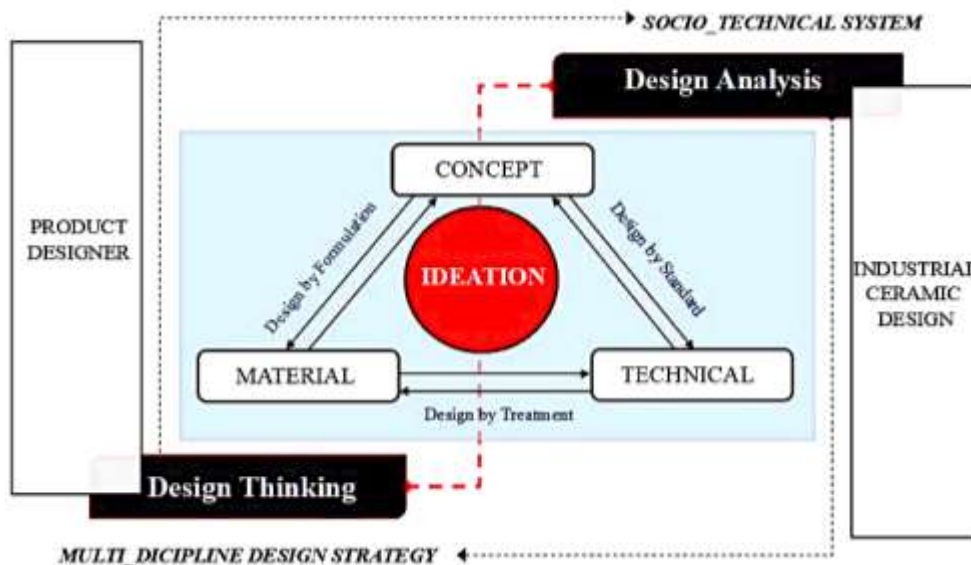 SOCIO_TECHNICAL SYSTEM
Design Analysis
CONCEPT
PRODUCT
DESIGNER
Design by Formulation
Design by Standard
IDEATION
INDUSTRIAL
CERAMIC
DESIGN
MATERIAL
TECHNICAL
Design by Treatment
Design Thinking
MULTI_DICIPLINE DESIGN STRATEGY